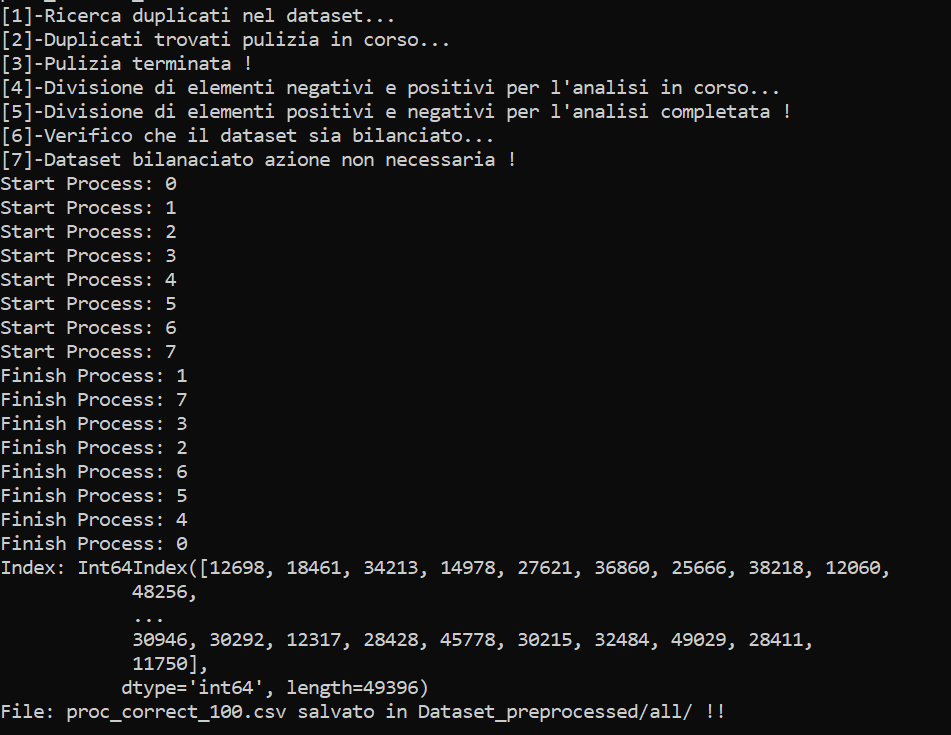 [1]-Ricerca duplicati nel dataset...
[2]-Duplicati trovati pulizia in corso...
[3]-Pulizia terminata !
[4]-Divisione di elementi negativi e positivi per l'analisi in corso...
[5]-Divisione di elementi positivi e negativi per l'analisi completata !
[6]-Verifico che il dataset sia bilanciato...
[7]-Dataset bilanaciato azione non necessaria !
Start Process: 0
Start Process: 1
Start Process: 2
Start Process: 3
Start Process: 4
Start Process: 5
Start Process: 6
Start Process: 7
Finish Process: 1
Finish Process: 7
Finish Process: 3
Finish Process: 2
Finish Process: 6
Finish Process: 5
Finish Process: 4
Finish Process: 0
Index: Int64Index([12698, 18461, 34213, 14978, 27621, 36860, 25666, 38218, 12060,
            48256,
            ...
            30946, 30292, 12317, 28428, 45778, 30215, 32484, 49029, 28411,
            11750],
           dtype='int64', length=49396)
File: proc_correct_100.csv salvato in Dataset_preprocessed/all/ !!